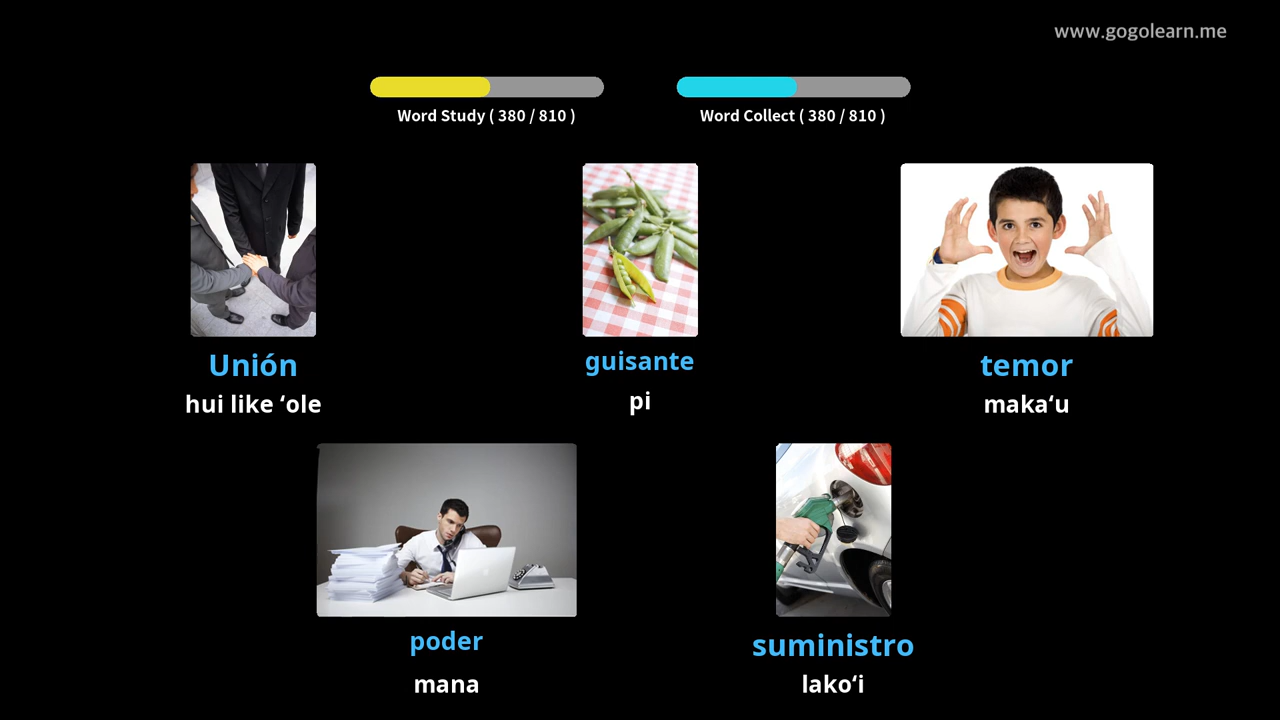 www.gogolearn.me
Word Study ( 380 / 810 )
Word Collect ( 380 / 810 )
Unión
hui like ʻole
guisante
pi
temor
makaʻu
poder
mana
suministro
lakoʻi